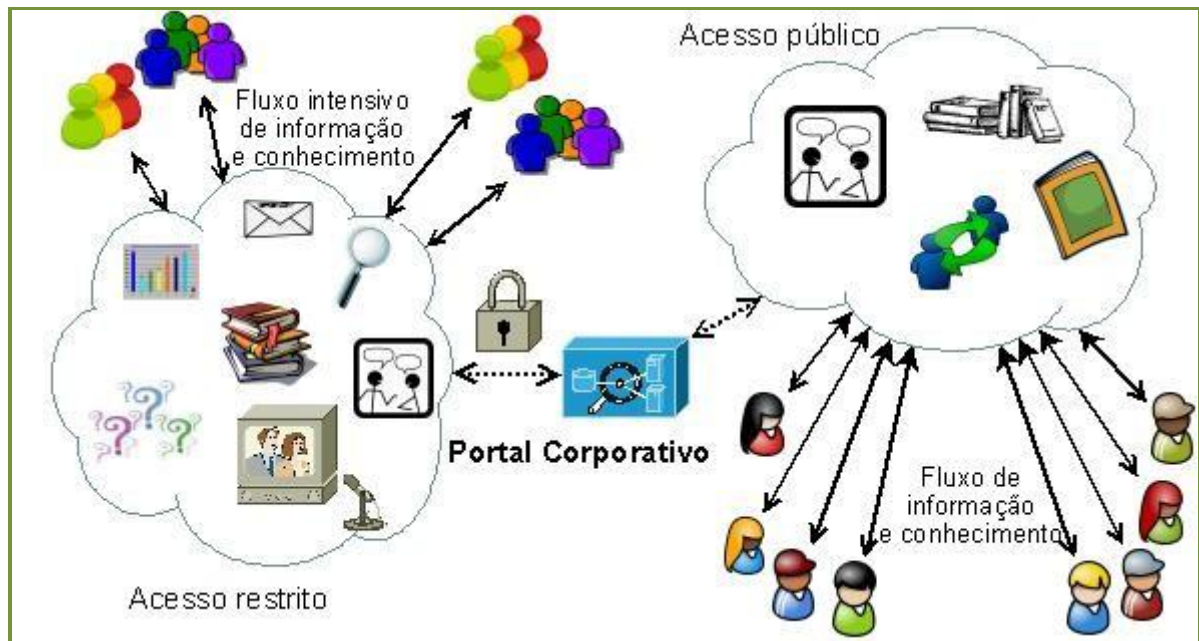 Acesso público
Fluxo intensivo
de informação
e conhecimento
Portal Corporativo
Fluxo de
informação
e conhecimento
Acesso restrito